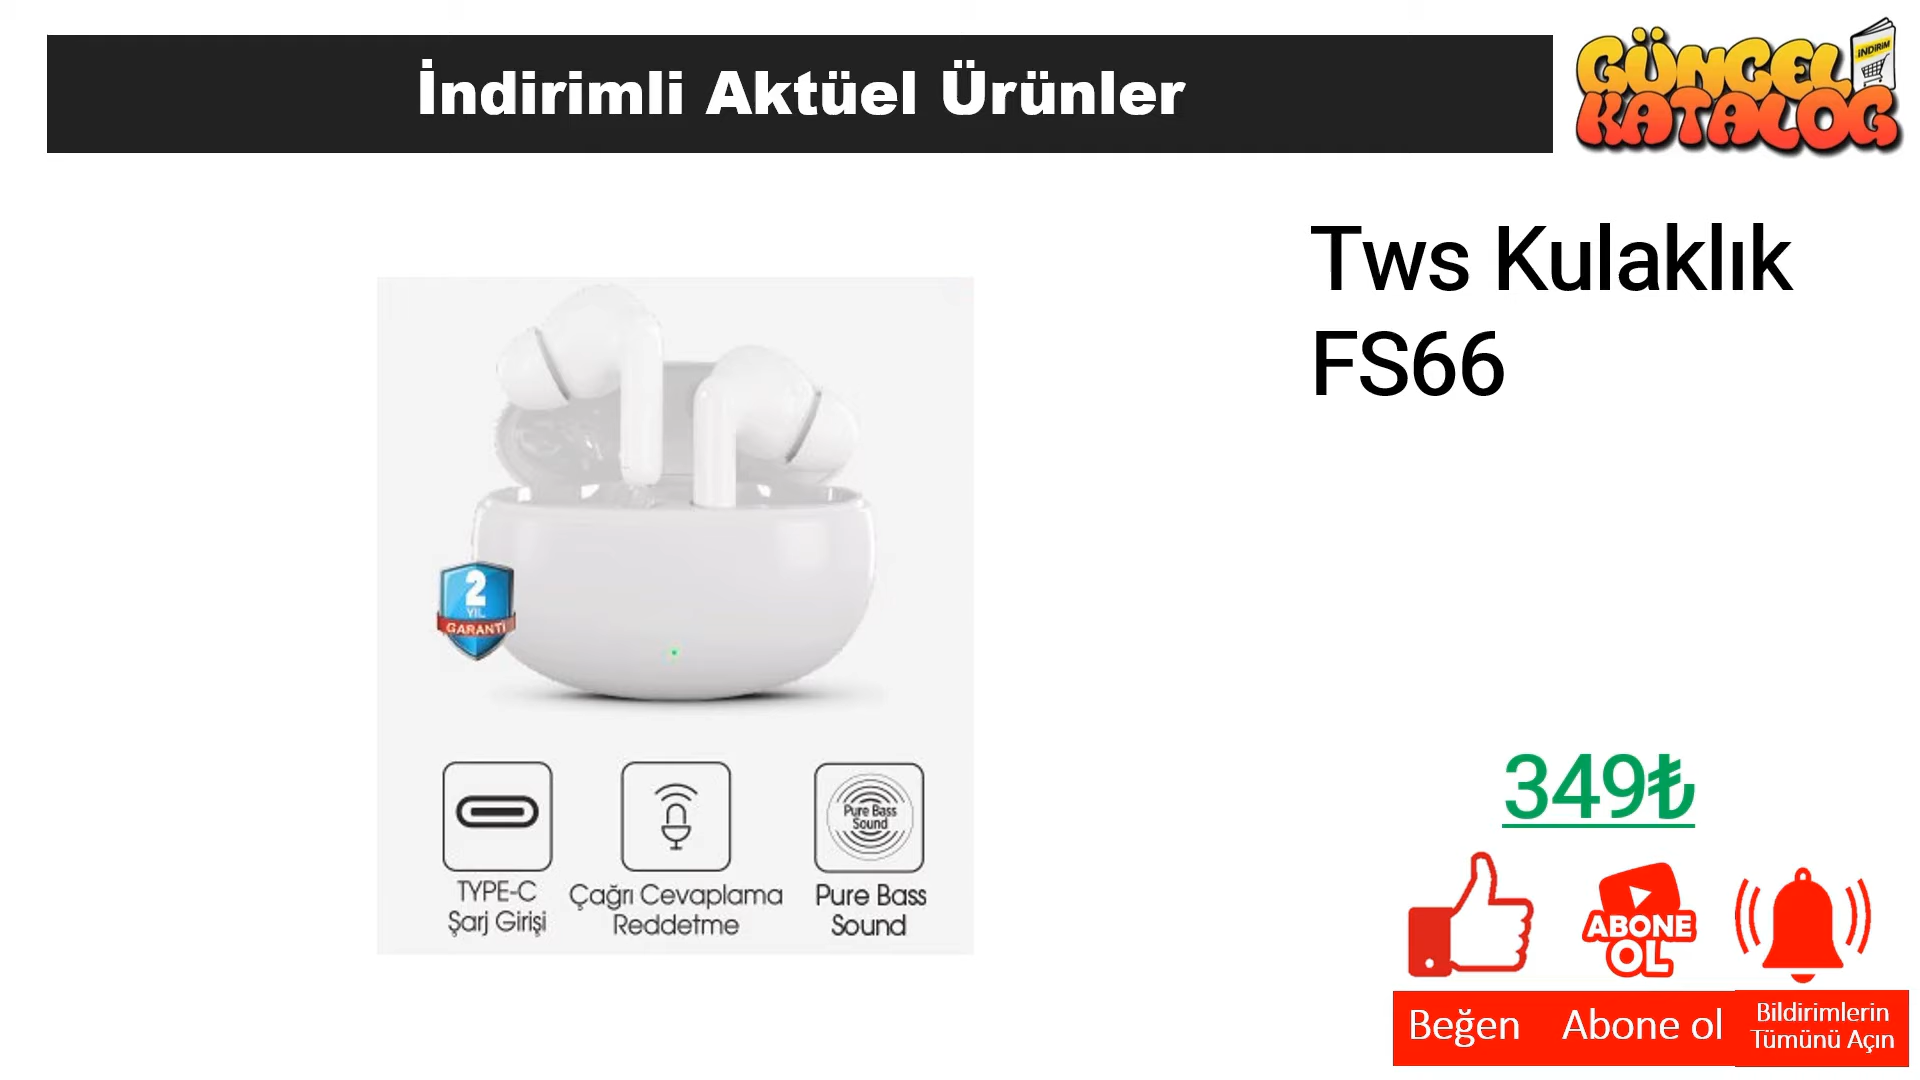 İndirimli Aktüel Ürünler
GÜNCEL
İNDİRİM
KATALOG
Tws Kulaklık
FS66
2
YIL
GARANTİ
Pure Bass
Sound
TYPE-C
Şarj Girişi
Çağrı Cevaplama
Reddetme
Pure Bass
Sound
349₺
ABONE
OL
Beğen
Abone ol
Bildirimlerin
Tümünü Açın